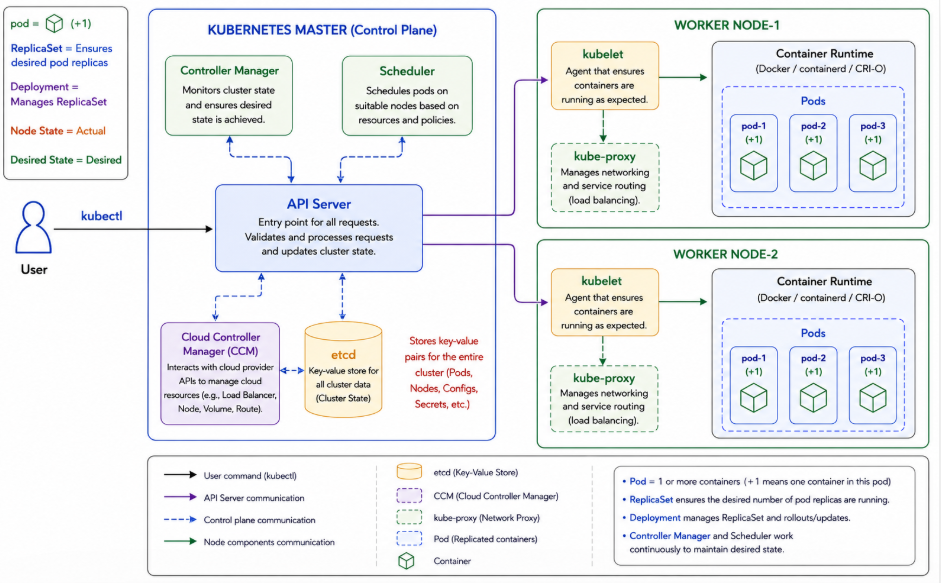 pod = (+1)
ReplicaSet = Ensures
desired pod replicas
Deployment =
Manages ReplicaSet
Node State = Actual
Desired State = Desired
User
kubectl
KUBERNETES MASTER (Control Plane)
Controller Manager
Monitors cluster state
and ensures desired
state is achieved.
Scheduler
Schedules pods on
suitable nodes based on
resources and policies.
API Server
Entry point for all requests.
Validates and processes requests
and updates cluster state.
Cloud Controller
Manager (CCM)
Interacts with cloud provider
APIs to manage cloud
resources (e.g., Load Balancer,
Node, Volume, Route).
etcd
Key-value store for
all cluster data
(Cluster State)
Stores key-value
pairs for the entire
cluster (Pods,
Nodes, Configs,
Secrets, etc.)
WORKER NODE-1
kubelet
Agent that ensures
containers are
running as expected.
kube-proxy
Manages networking
and service routing
(load balancing).
Container Runtime
(Docker / containerd / CRI-O)
Pods
pod-1 pod-2 pod-3
(+1) (+1) (+1)
WORKER NODE-2
kubelet
Agent that ensures
containers are
running as expected.
kube-proxy
Manages networking
and service routing
(load balancing).
Container Runtime
(Docker / containerd / CRI-O)
Pods
pod-1 pod-2 pod-3
(+1) (+1) (+1)
User command (kubectl)
API Server communication
Control plane communication
Node components communication
etcd (Key-Value Store)
CCM (Cloud Controller Manager)
kube-proxy (Network Proxy)
Pod (Replicated containers)
Container
• Pod = 1 or more containers (+1 means one container in this pod)
• ReplicaSet ensures the desired number of pod replicas are running.
• Deployment manages ReplicaSet and rollouts/updates.
• Controller Manager and Scheduler work
continuously to maintain desired state.